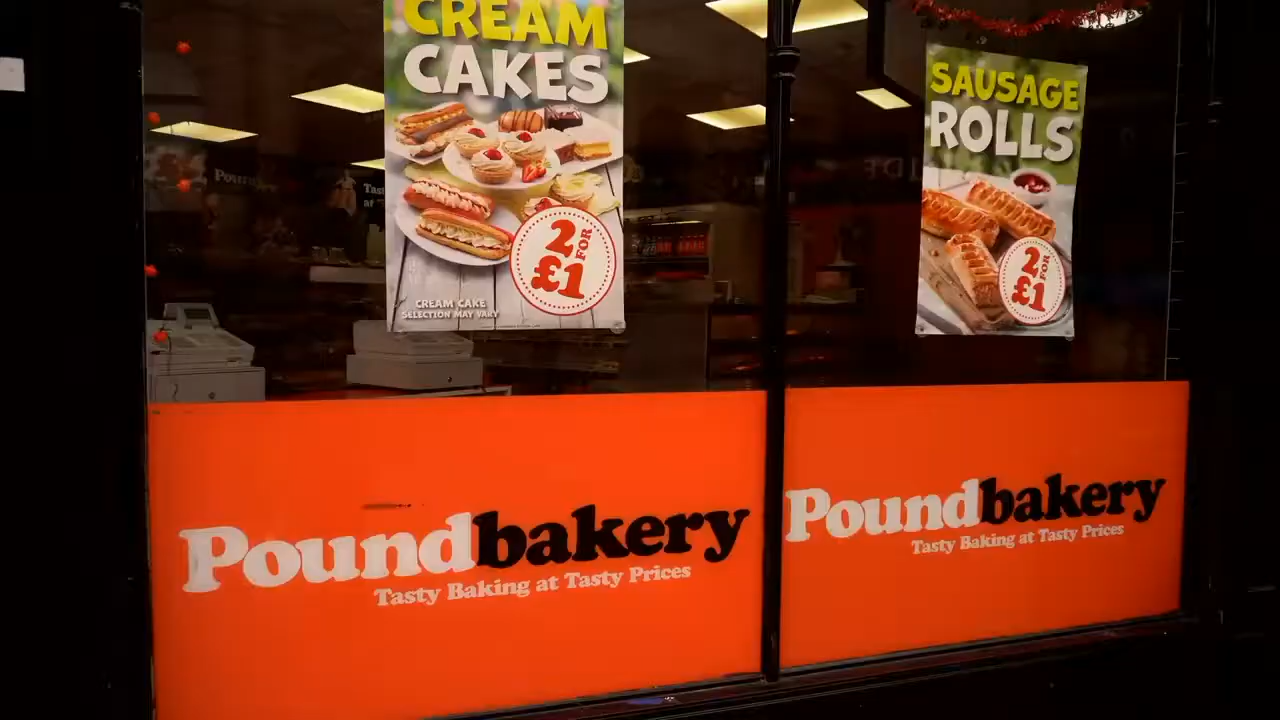 CREAM
CAKES
2 FOR
£1
CREAM CAKE
SELECTION MAY VARY
SAUSAGE
ROLLS
2 FOR
£1
Poundbakery
Tasty Baking at Tasty Prices
Poundbakery
Tasty Baking at Tasty Prices